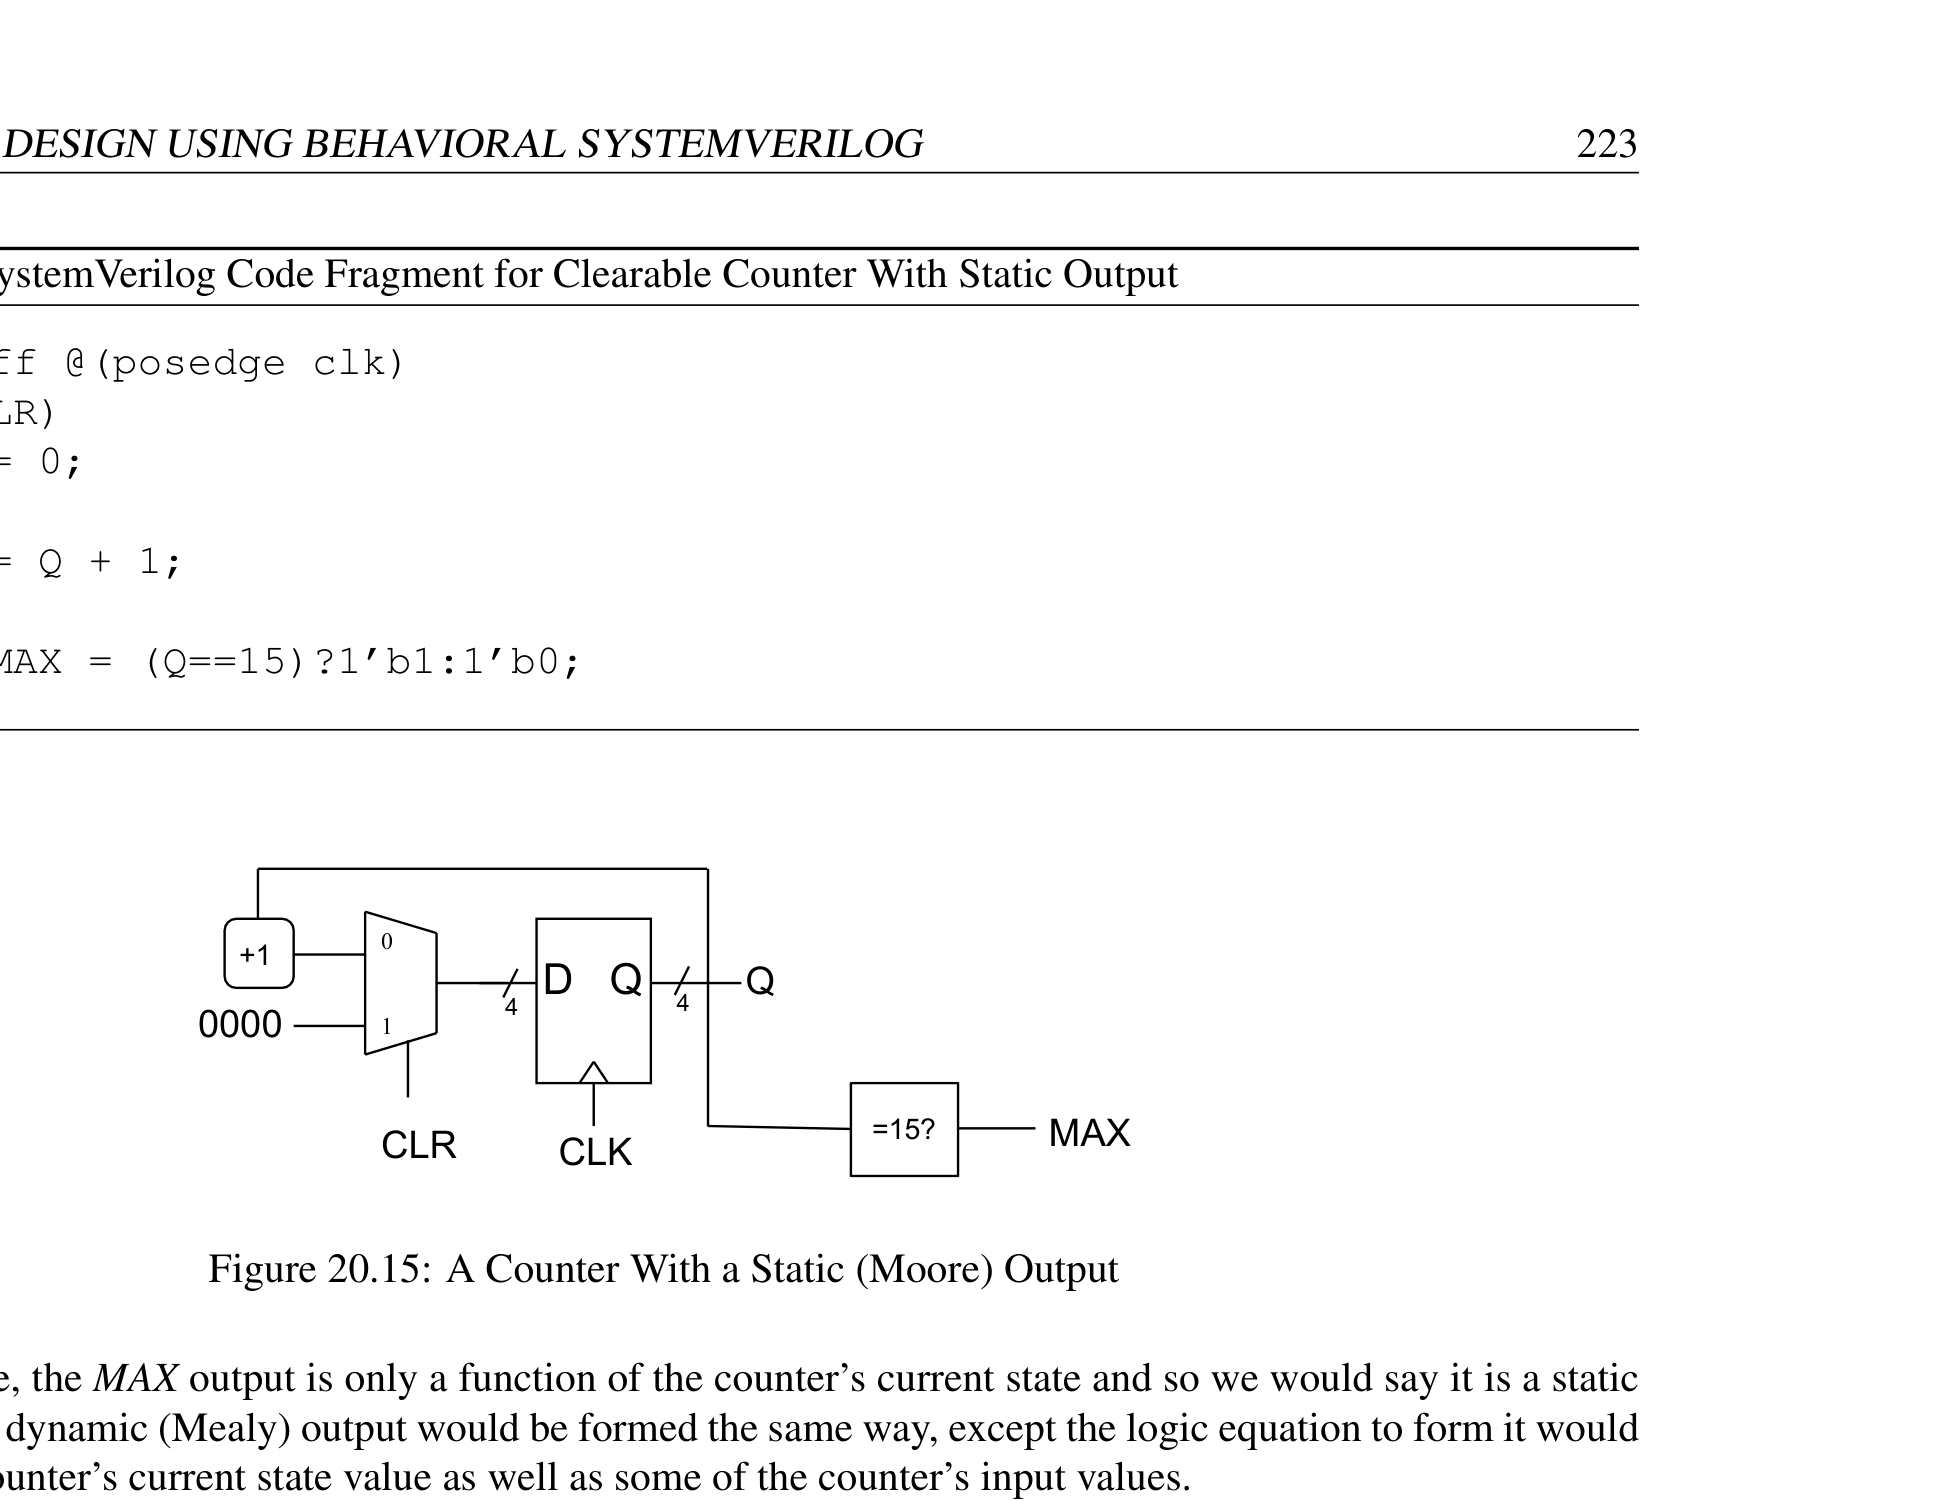 DESIGN USING BEHAVIORAL SYSTEMVERILOG 223
ystemVerilog Code Fragment for Clearable Counter With Static Output
ff @(posedge clk)
LR)
= 0;
= Q + 1;
MAX = (Q==15)?1’b1:1’b0;
+1
0
0000
1
4
D Q
4
Q
CLR
CLK
=15?
MAX
Figure 20.15: A Counter With a Static (Moore) Output
e, the MAX output is only a function of the counter’s current state and so we would say it is a static
dynamic (Mealy) output would be formed the same way, except the logic equation to form it would
ounter’s current state value as well as some of the counter’s input values.